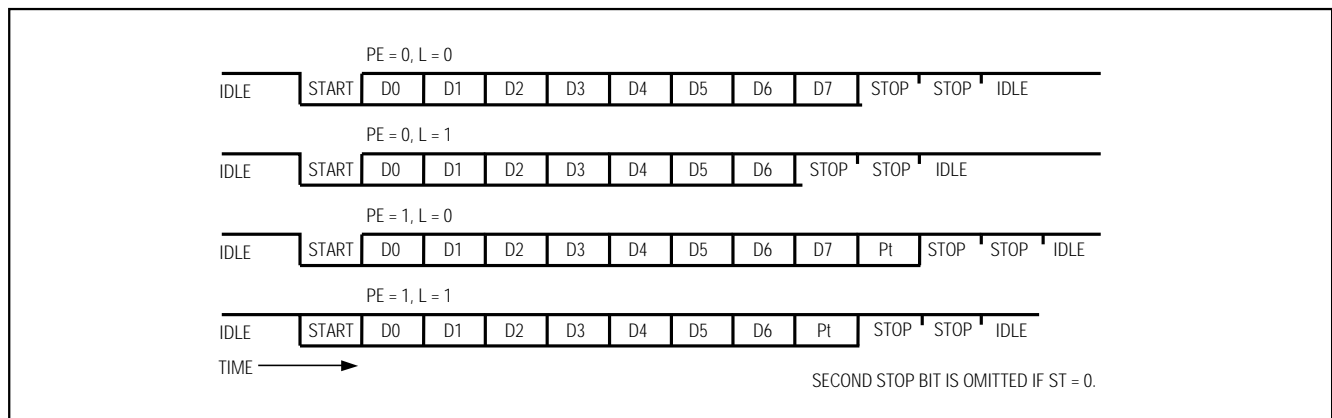 PE = 0, L = 0
IDLE START D0 D1 D2 D3 D4 D5 D6 D7 STOP STOP IDLE
PE = 0, L = 1
IDLE START D0 D1 D2 D3 D4 D5 D6 STOP STOP IDLE
PE = 1, L = 0
IDLE START D0 D1 D2 D3 D4 D5 D6 D7 Pt STOP STOP IDLE
PE = 1, L = 1
IDLE START D0 D1 D2 D3 D4 D5 D6 Pt STOP STOP IDLE
TIME
SECOND STOP BIT IS OMITTED IF ST = 0.